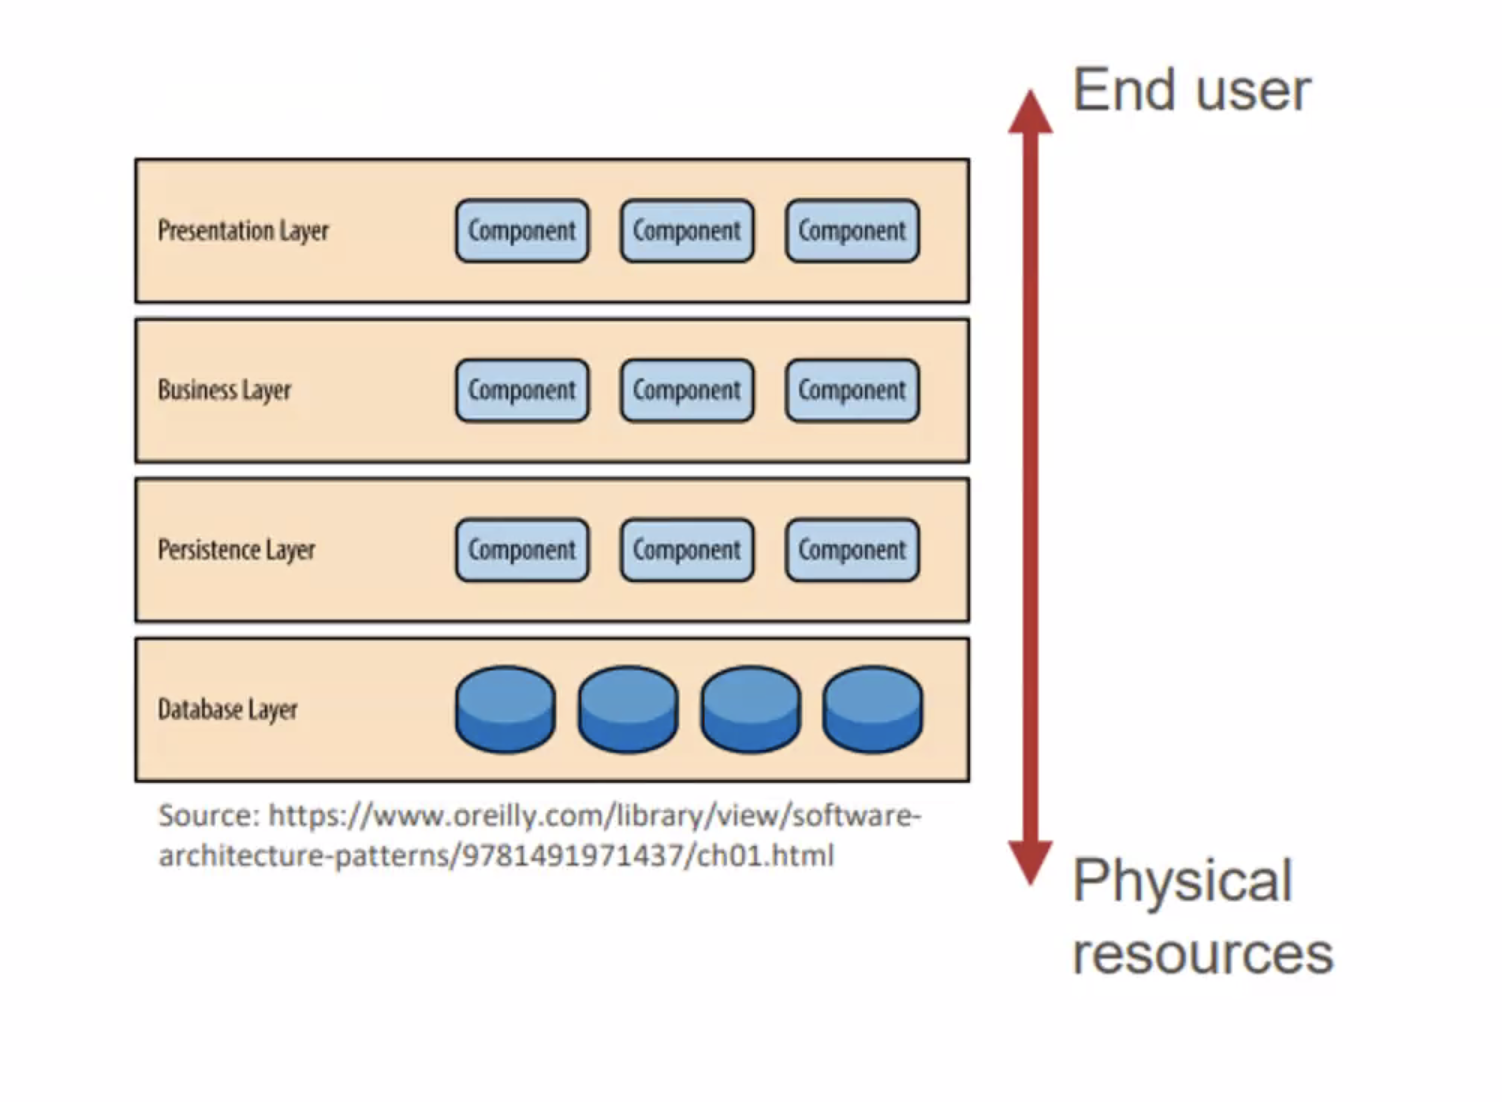 End user
Presentation Layer
Component Component Component
Business Layer
Component Component Component
Persistence Layer
Component Component Component
Database Layer
Source: https://www.oreilly.com/library/view/software-
architecture-patterns/9781491971437/ch01.html
Physical
resources